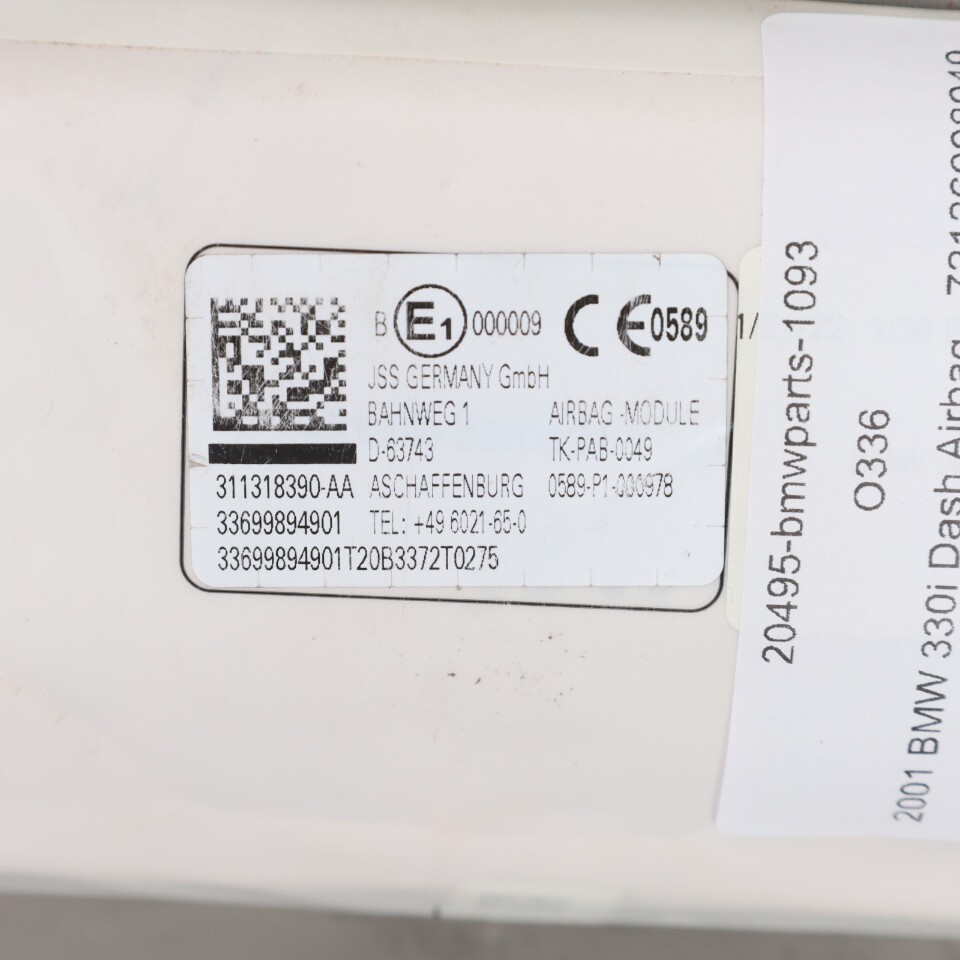 B E1 000009 CE 0589
JSS GERMANY GmbH
BAHNWEG 1 AIRBAG-MODULE
D-63743 TK-PAB-0049
311318390-AA ASCHAFFENBURG 0589-P1-000978
33699894901 TEL: +49 6021-65-0
33699894901T20B3372T0275
1/
20495-bmwparts-1093
O336
2001 BMW 330i Dash Airbag